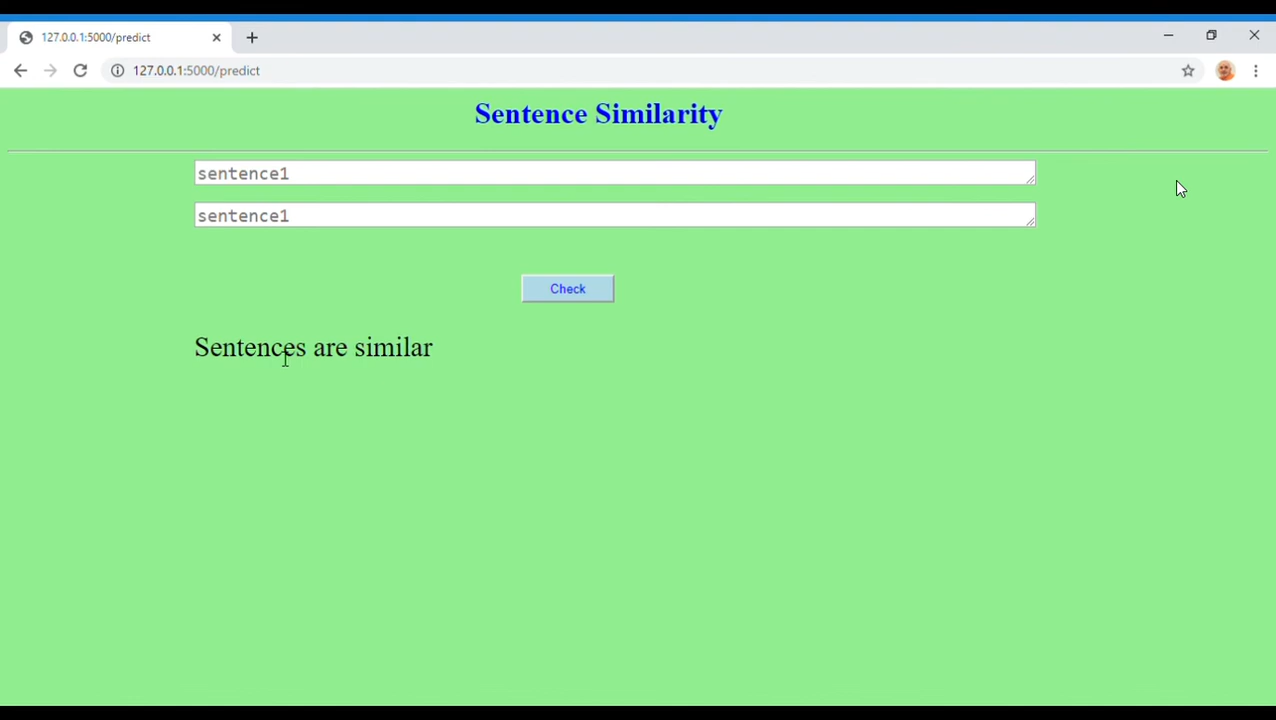 127.0.0.1:5000/predict
127.0.0.1:5000/predict
Sentence Similarity
sentence1
sentence1
Check
Sentences are similar